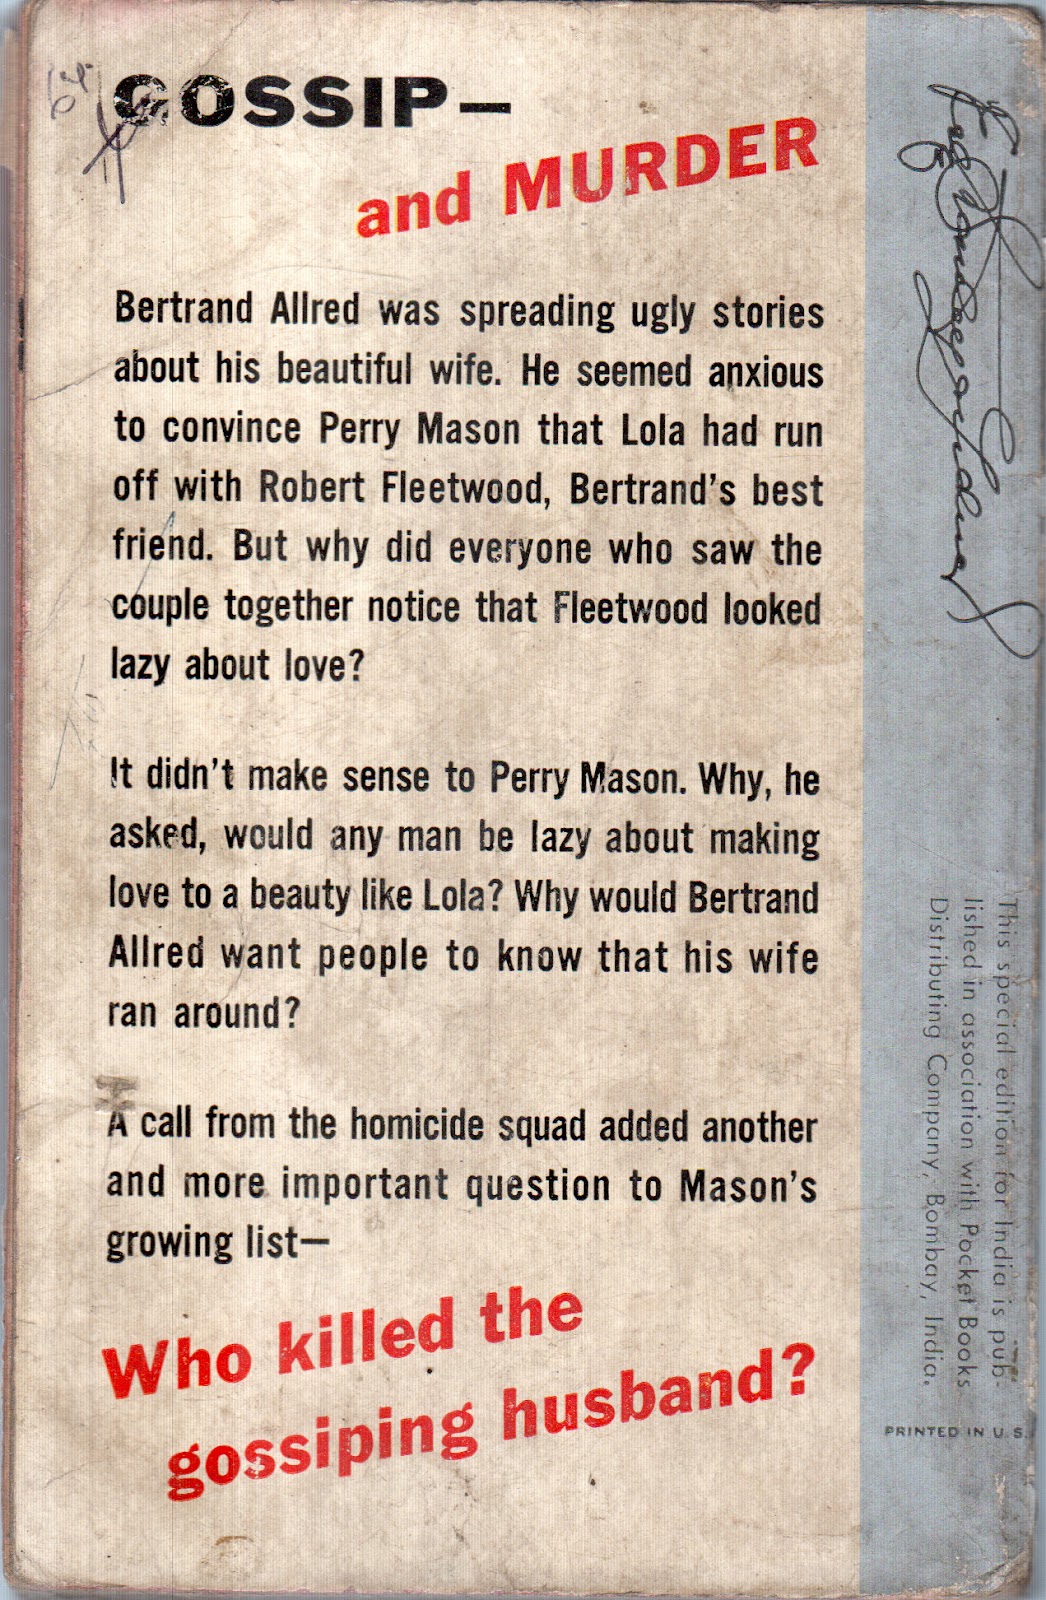 GOSSIP—
and MURDER
Bertrand Allred was spreading ugly stories
about his beautiful wife. He seemed anxious
to convince Perry Mason that Lola had run
off with Robert Fleetwood, Bertrand's best
friend. But why did everyone who saw the
couple together notice that Fleetwood looked
lazy about love?
It didn't make sense to Perry Mason. Why, he
asked, would any man be lazy about making
love to a beauty like Lola? Why would Bertrand
Allred want people to know that his wife
ran around?
A call from the homicide squad added another
and more important question to Mason's
growing list—
Who killed the
gossiping husband?
This special edition for India is pub-
lished in association with Pocket Books
Distributing Company, Bombay, India.
PRINTED IN U.S.